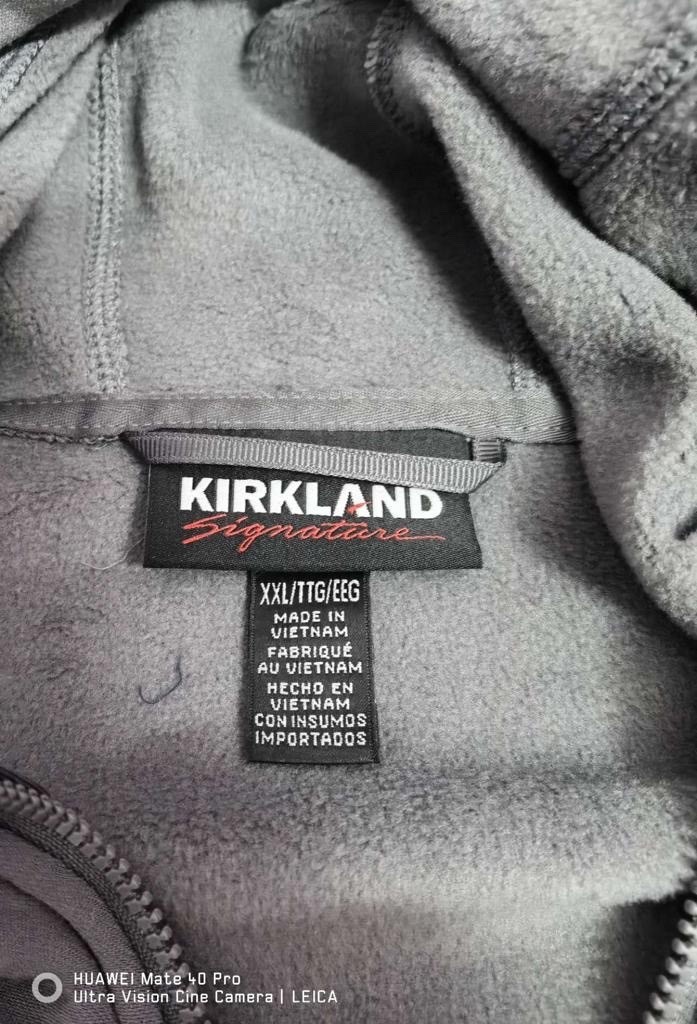 KIRKLAND
Signature
XXL/TTG/EEG
MADE IN
VIETNAM
FABRIQUÉ
AU VIETNAM
HECHO EN
VIETNAM
CON INSUMOS
IMPORTADOS
HUAWEI Mate 40 Pro
Ultra Vision Cine Camera | LEICA